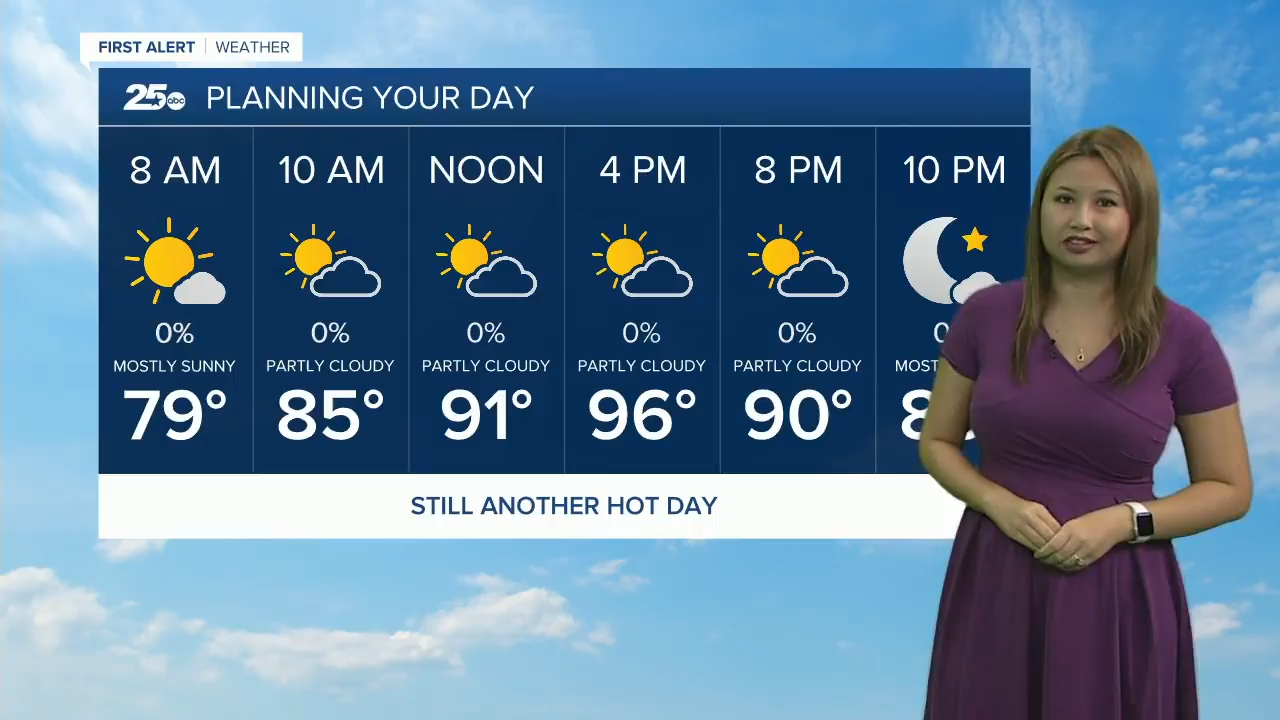 FIRST ALERT | WEATHER
25 abc PLANNING YOUR DAY
8 AM 10 AM NOON 4 PM 8 PM 10 PM
0% 0% 0% 0% 0%
MOSTLY SUNNY PARTLY CLOUDY PARTLY CLOUDY PARTLY CLOUDY PARTLY CLOUDY
79° 85° 91° 96° 90°
STILL ANOTHER HOT DAY